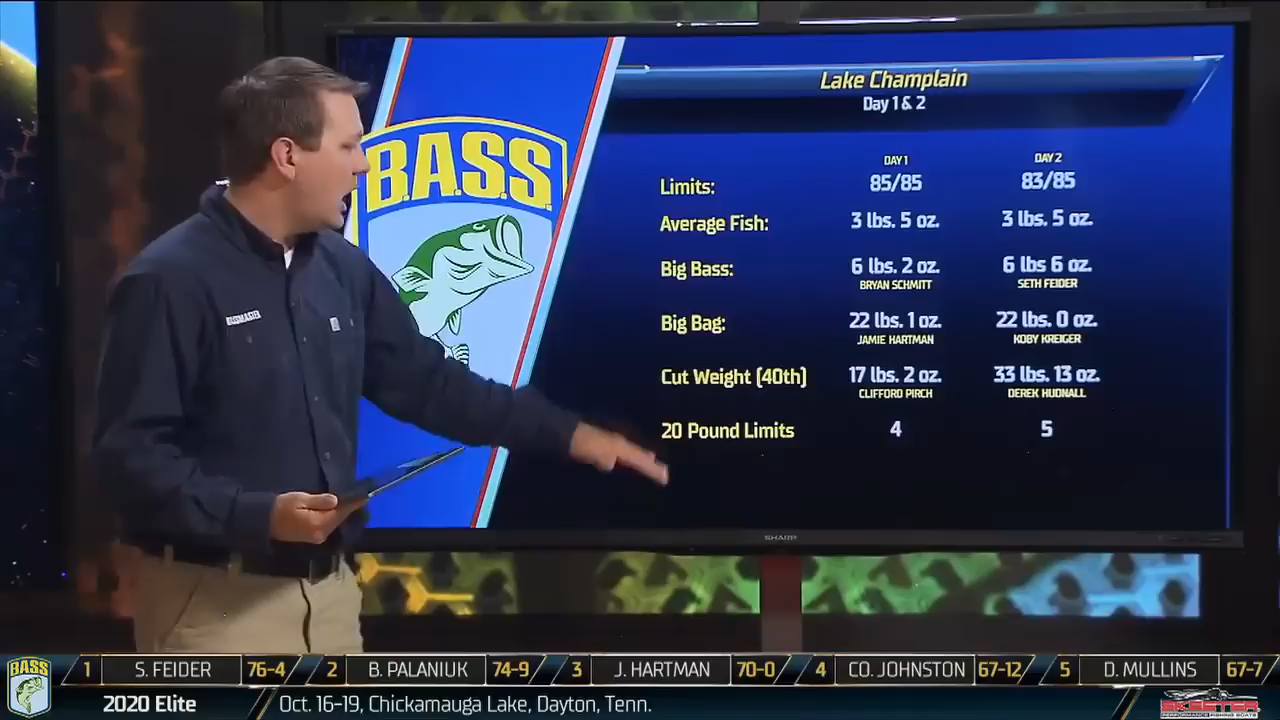 B.A.S.S.
Lake Champlain
Day 1 & 2
DAY 1 DAY 2
Limits: 85/85 83/85
Average Fish: 3 lbs. 5 oz. 3 lbs. 5 oz.
Big Bass: 6 lbs. 2 oz. 6 lbs 6 oz.
BRYAN SCHMITT SETH FEIDER
Big Bag: 22 lbs. 1 oz. 22 lbs. 0 oz.
JAMIE HARTMAN KOBY KREIGER
Cut Weight (40th) 17 lbs. 2 oz. 33 lbs. 13 oz.
CLIFFORD PIRCH DEREK HUDNALL
20 Pound Limits 4 5
BASSMASTER
SHARP
BASS 1 S. FEIDER 76-4 2 B. PALANIUK 74-9 3 J. HARTMAN 70-0 4 CO. JOHNSTON 67-12 5 D. MULLINS 67-7
2020 Elite Oct. 16-19, Chickamauga Lake, Dayton, Tenn.
SKEETER
PERFORMANCE FISHING BOATS